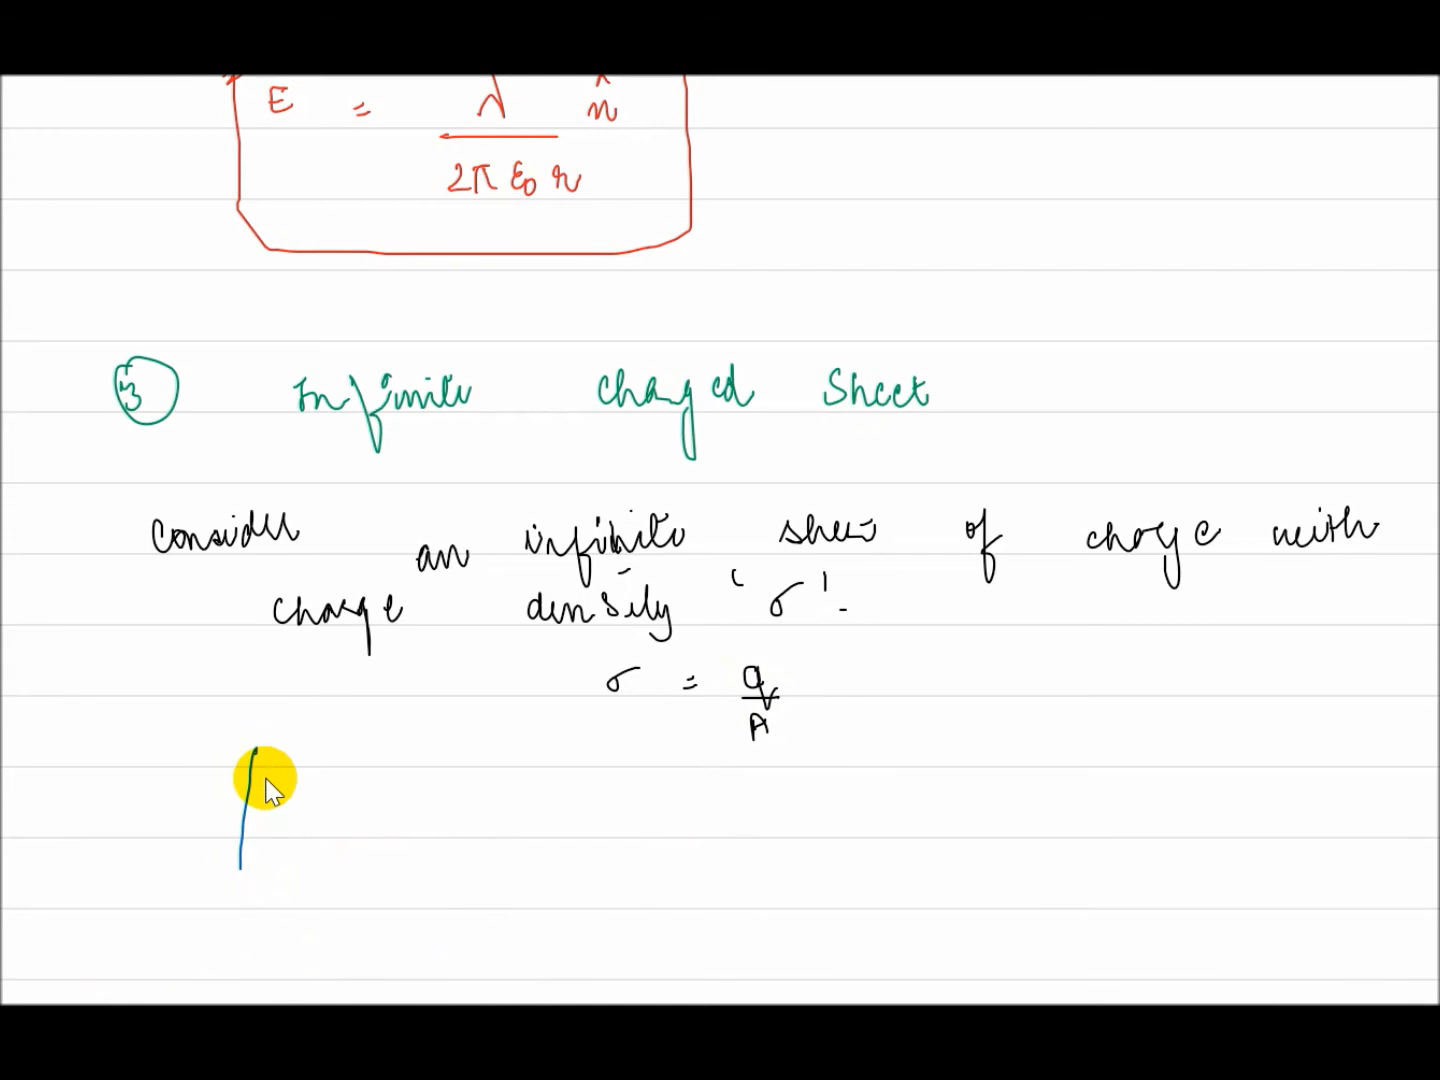 E = λ n̂
2π ε₀ r
3 Infinite charged Sheet
Consider an infinite sheet of charge with
charge density 'σ'.
σ = q
A